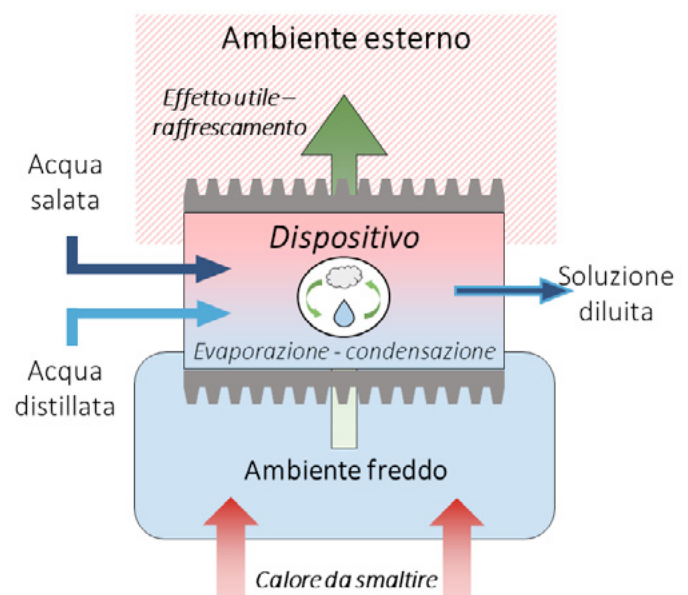 Ambiente esterno
Effetto utile –
raffrescamento
Acqua
salata
Dispositivo
Soluzione
diluita
Evaporazione - condensazione
Acqua
distillata
Ambiente freddo
Calore da smaltire